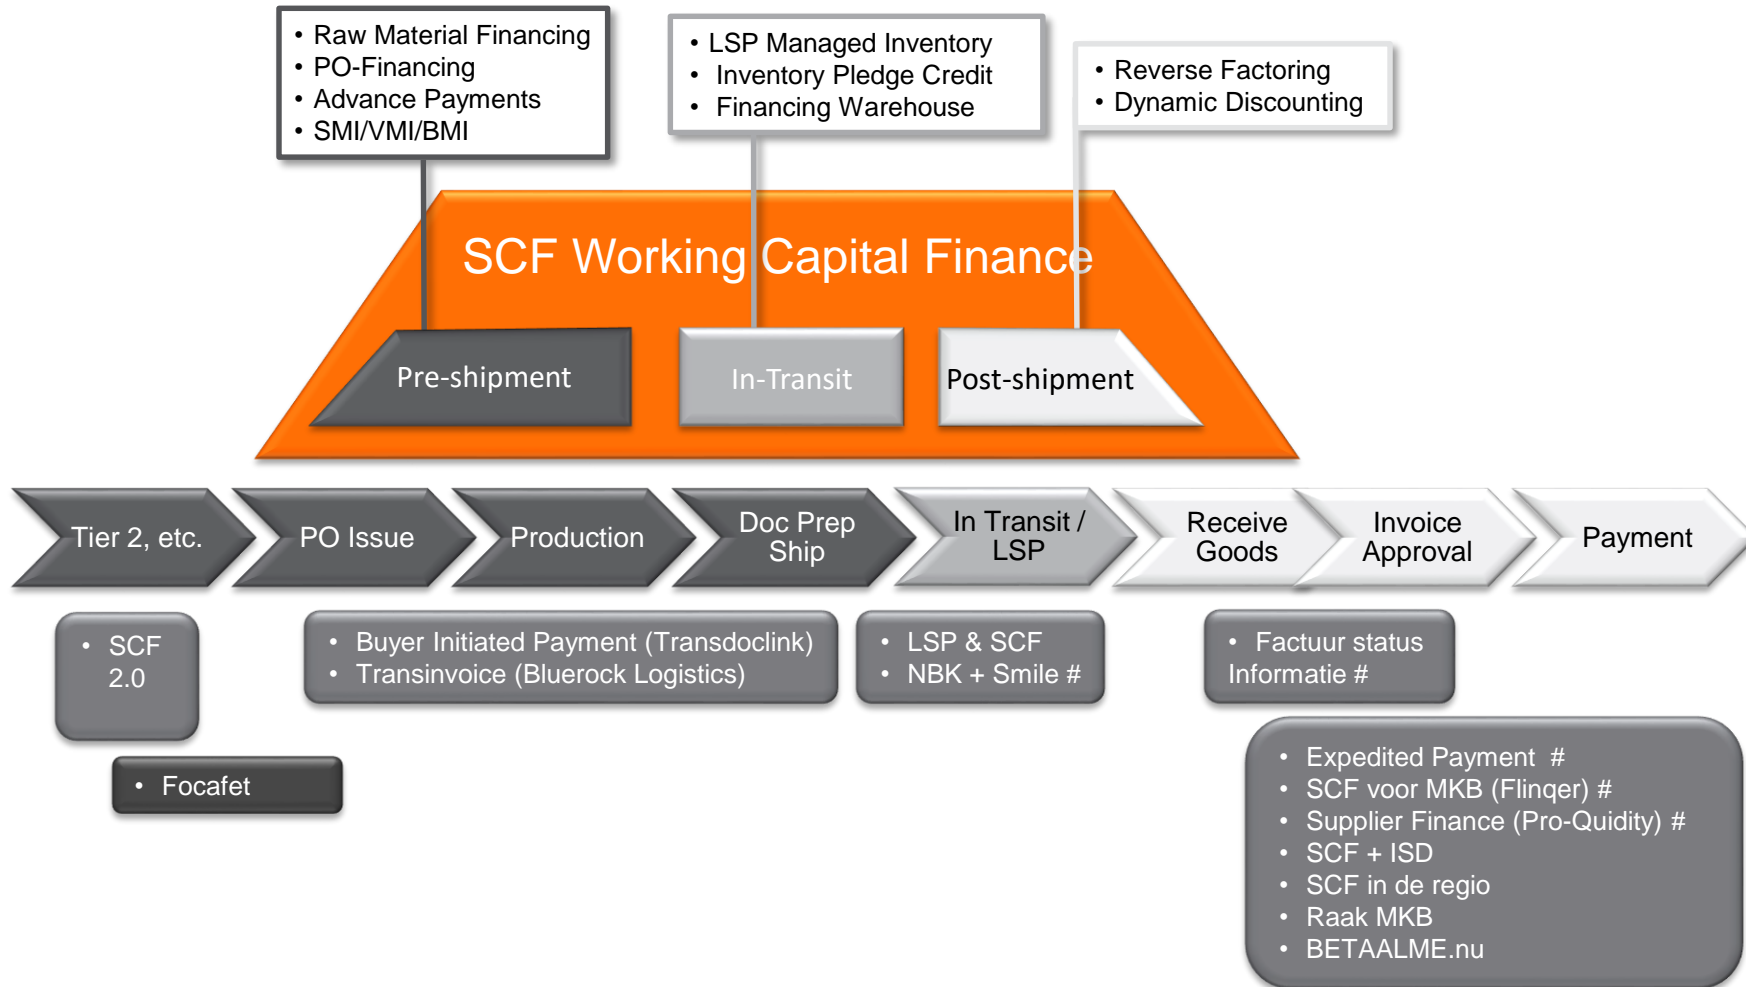 • Raw Material Financing
• PO-Financing
• Advance Payments
• SMI/VMI/BMI
• LSP Managed Inventory
• Inventory Pledge Credit
• Financing Warehouse
• Reverse Factoring
• Dynamic Discounting
SCF Working Capital Finance
Pre-shipment
In-Transit
Post-shipment
Tier 2, etc.
PO Issue
Production
Doc Prep
Ship
In Transit /
LSP
Receive
Goods
Invoice
Approval
Payment
• SCF
2.0
• Buyer Initiated Payment (Transdoclink)
• Transinvoice (Bluerock Logistics)
• LSP & SCF
• NBK + Smile #
• Factuur status
Informatie #
• Focafet
• Expedited Payment #
• SCF voor MKB (Flinqer) #
• Supplier Finance (Pro-Quidity) #
• SCF + ISD
• SCF in de regio
• Raak MKB
• BETAALME.nu